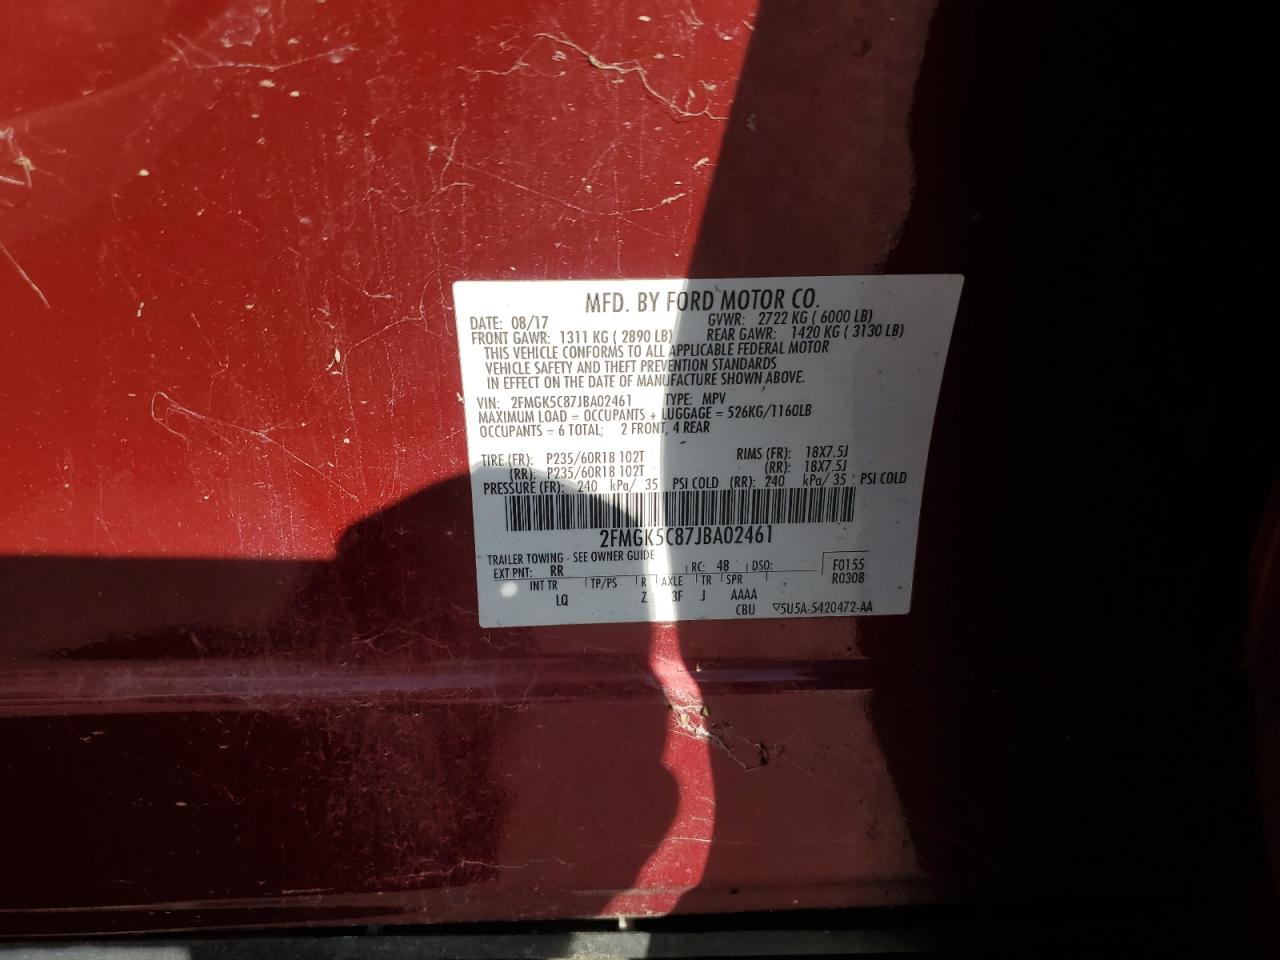 MFD. BY FORD MOTOR CO.
DATE: 08/17 GVWR: 2722 KG ( 6000 LB)
FRONT GAWR: 1311 KG ( 2890 LB) REAR GAWR: 1420 KG ( 3130 LB)
THIS VEHICLE CONFORMS TO ALL APPLICABLE FEDERAL MOTOR
VEHICLE SAFETY AND THEFT PREVENTION STANDARDS
IN EFFECT ON THE DATE OF MANUFACTURE SHOWN ABOVE.
VIN: 2FMGK5C87JBA02461 TYPE: MPV
MAXIMUM LOAD = OCCUPANTS + LUGGAGE = 526KG/1160LB
OCCUPANTS = 6 TOTAL; 2 FRONT, 4 REAR
TIRE (FR): P235/60R18 102T RIMS (FR): 18X7.5J
(RR): P235/60R18 102T (RR): 18X7.5J
PRESSURE (FR): 240 kPa/ 35 PSI COLD (RR): 240 kPa/ 35 PSI COLD
2FMGK5C87JBA02461
TRAILER TOWING - SEE OWNER GUIDE
EXT PNT: RR RC: 48 DSO: F0155
R0308
INT TR TP/PS R AXLE TR SPR
LQ Z 3F J AAAA
CBU ▽5U5A-5420472-AA